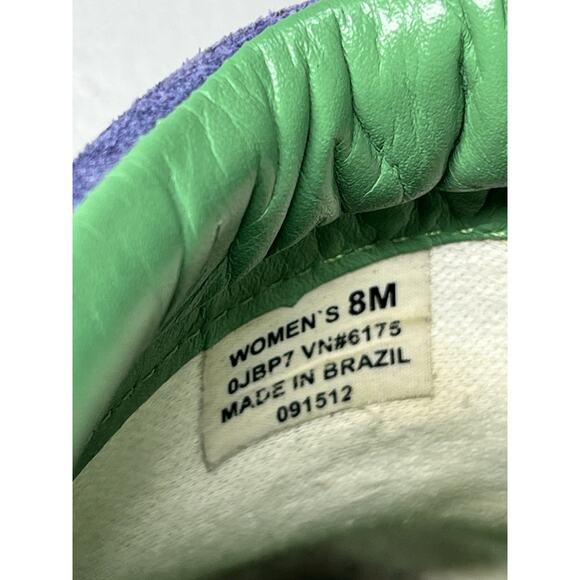 WOMEN'S 8M
0JBP7 VN#6175
MADE IN BRAZIL
091512